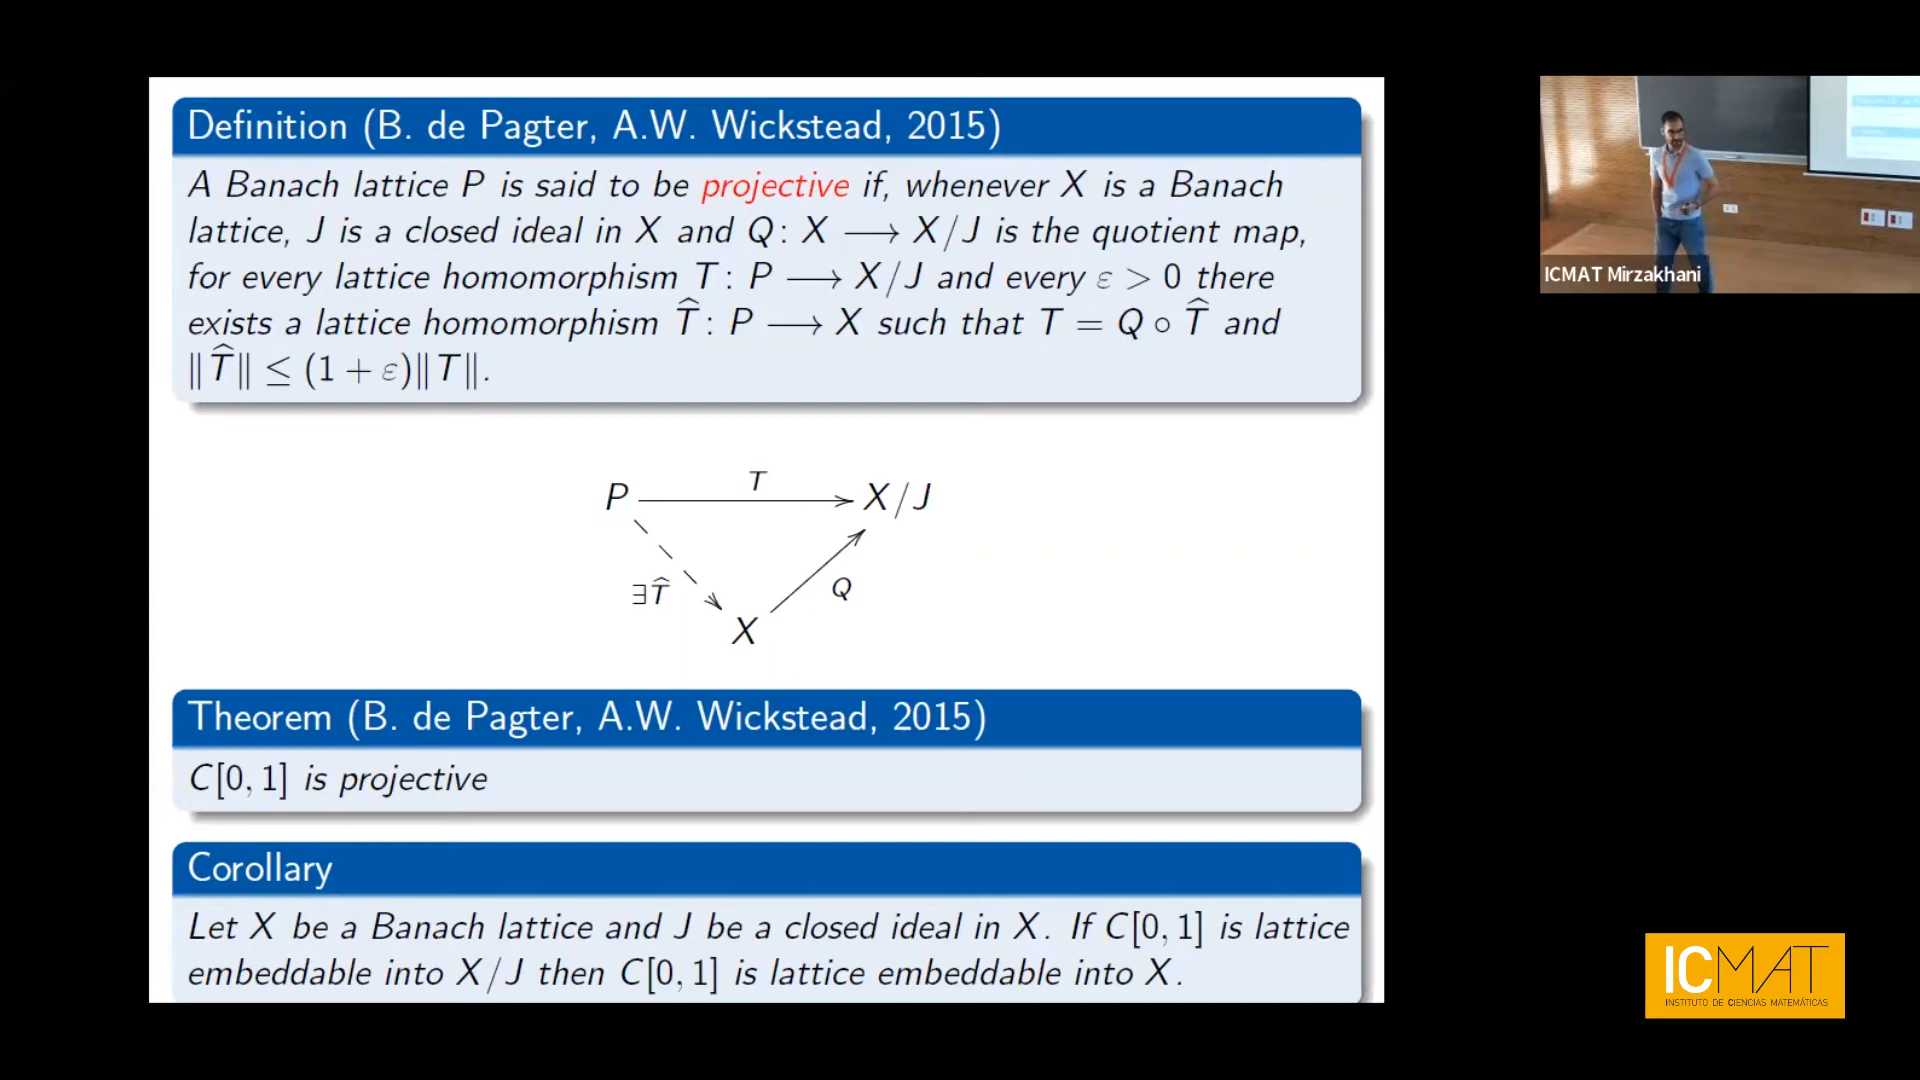 Definition (B. de Pagter, A.W. Wickstead, 2015)
A Banach lattice P is said to be projective if, whenever X is a Banach
lattice, J is a closed ideal in X and Q: X ⟶ X/J is the quotient map,
for every lattice homomorphism T: P ⟶ X/J and every ε > 0 there
exists a lattice homomorphism T̂: P ⟶ X such that T = Q ∘ T̂ and
‖T̂‖ ≤ (1 + ε)‖T‖.
T
P
X/J
∃T̂
Q
X
Theorem (B. de Pagter, A.W. Wickstead, 2015)
C[0, 1] is projective
Corollary
Let X be a Banach lattice and J be a closed ideal in X. If C[0, 1] is lattice
embeddable into X/J then C[0, 1] is lattice embeddable into X.
ICMAT Mirzakhani
ICMAT
INSTITUTO DE CIENCIAS MATEMÁTICAS